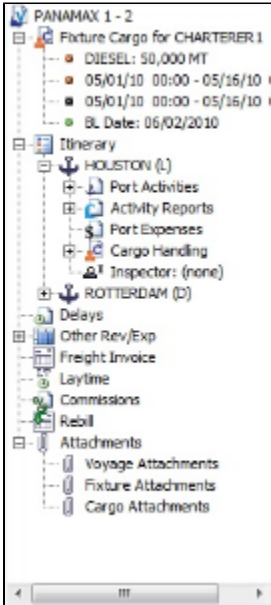 PANAMAX 1 - 2
Fixture Cargo for CHARTERER 1
DIESEL: 50,000 MT
05/01/10 00:00 - 05/16/10
05/01/10 00:00 - 05/16/10
BL Date: 06/02/2010
Itinerary
HOUSTON (L)
Port Activities
Activity Reports
Port Expenses
Cargo Handling
Inspector: (none)
ROTTERDAM (D)
Delays
Other Rev/Exp
Freight Invoice
Laytime
Commissions
Rebill
Attachments
Voyage Attachments
Fixture Attachments
Cargo Attachments